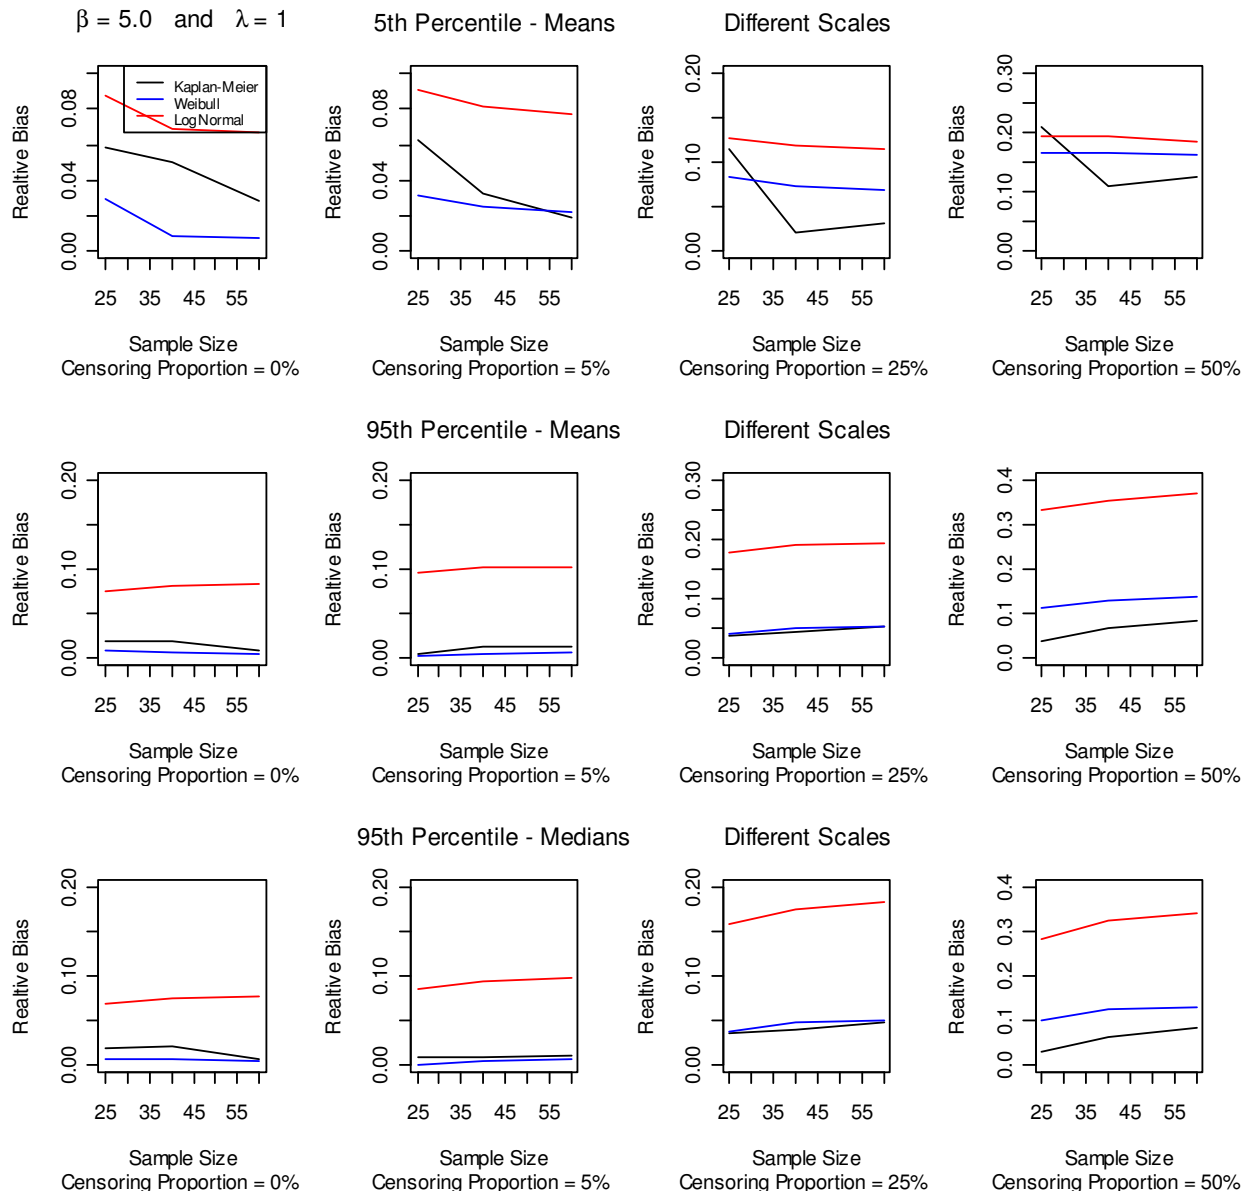 β = 5.0 and λ = 1
5th Percentile - Means
Different Scales
Kaplan-Meier
Weibull
LogNormal
Realtive Bias
0.00 0.04 0.08
25 35 45 55
Sample Size
Censoring Proportion = 0%
Realtive Bias
0.00 0.04 0.08
25 35 45 55
Sample Size
Censoring Proportion = 5%
Realtive Bias
0.00 0.10 0.20
25 35 45 55
Sample Size
Censoring Proportion = 25%
Realtive Bias
0.00 0.10 0.20 0.30
25 35 45 55
Sample Size
Censoring Proportion = 50%
95th Percentile - Means
Different Scales
Realtive Bias
0.00 0.10 0.20
25 35 45 55
Sample Size
Censoring Proportion = 0%
Realtive Bias
0.00 0.10 0.20
25 35 45 55
Sample Size
Censoring Proportion = 5%
Realtive Bias
0.00 0.10 0.20 0.30
25 35 45 55
Sample Size
Censoring Proportion = 25%
Realtive Bias
0.0 0.1 0.2 0.3 0.4
25 35 45 55
Sample Size
Censoring Proportion = 50%
95th Percentile - Medians
Different Scales
Realtive Bias
0.00 0.10 0.20
25 35 45 55
Sample Size
Censoring Proportion = 0%
Realtive Bias
0.00 0.10 0.20
25 35 45 55
Sample Size
Censoring Proportion = 5%
Realtive Bias
0.00 0.10 0.20
25 35 45 55
Sample Size
Censoring Proportion = 25%
Realtive Bias
0.0 0.1 0.2 0.3 0.4
25 35 45 55
Sample Size
Censoring Proportion = 50%